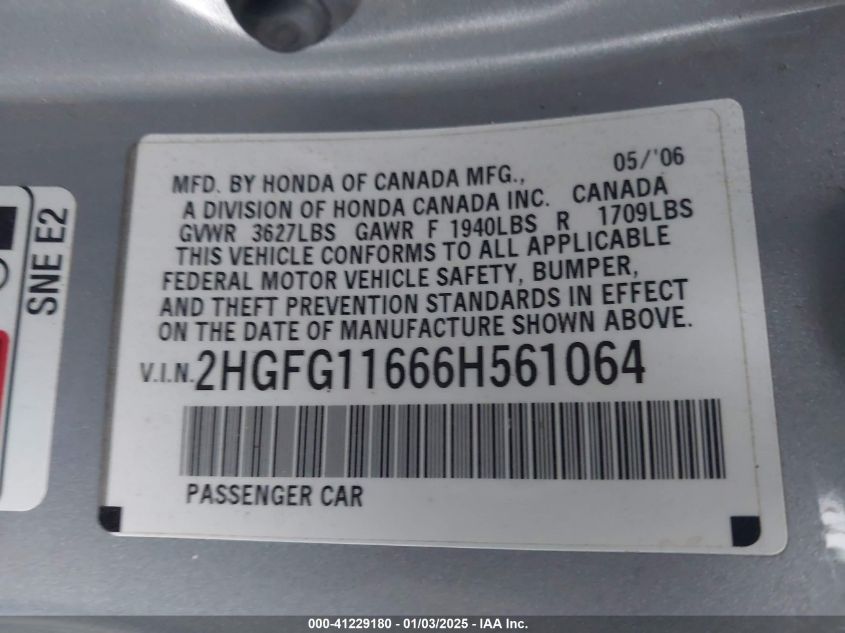 05/'06
MFD. BY HONDA OF CANADA MFG.,
A DIVISION OF HONDA CANADA INC. CANADA
GVWR 3627LBS GAWR F 1940LBS R 1709LBS
THIS VEHICLE CONFORMS TO ALL APPLICABLE
FEDERAL MOTOR VEHICLE SAFETY, BUMPER,
AND THEFT PREVENTION STANDARDS IN EFFECT
ON THE DATE OF MANUFACTURE SHOWN ABOVE.
V.I.N. 2HGFG11666H561064
PASSENGER CAR
SNE E2
000-41229180 - 01/03/2025 - IAA Inc.